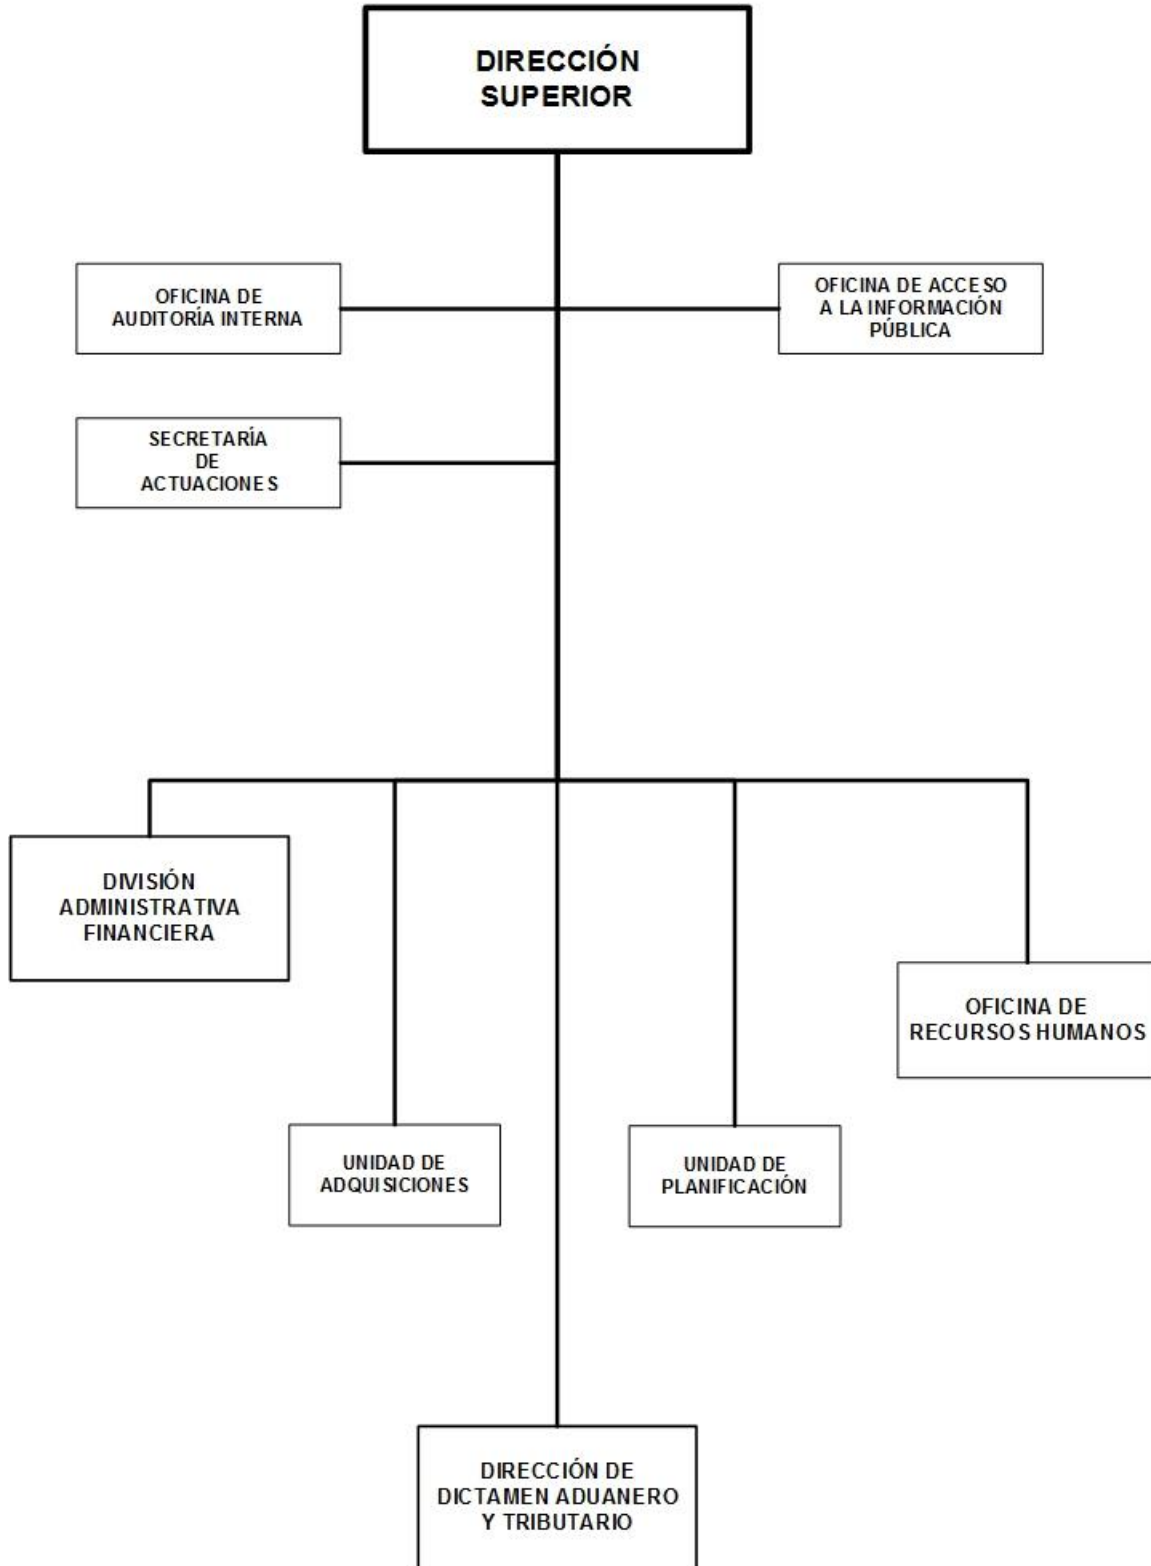 DIRECCIÓN
SUPERIOR
OFICINA DE
AUDITORÍA INTERNA
OFICINA DE ACCESO
A LA INFORMACIÓN
PÚBLICA
SECRETARÍA
DE
ACTUACIONES
DIVISIÓN
ADMINISTRATIVA
FINANCIERA
OFICINA DE
RECURSOS HUMANOS
UNIDAD DE
ADQUISICIONES
UNIDAD DE
PLANIFICACIÓN
DIRECCIÓN DE
DICTAMEN ADUANERO
Y TRIBUTARIO